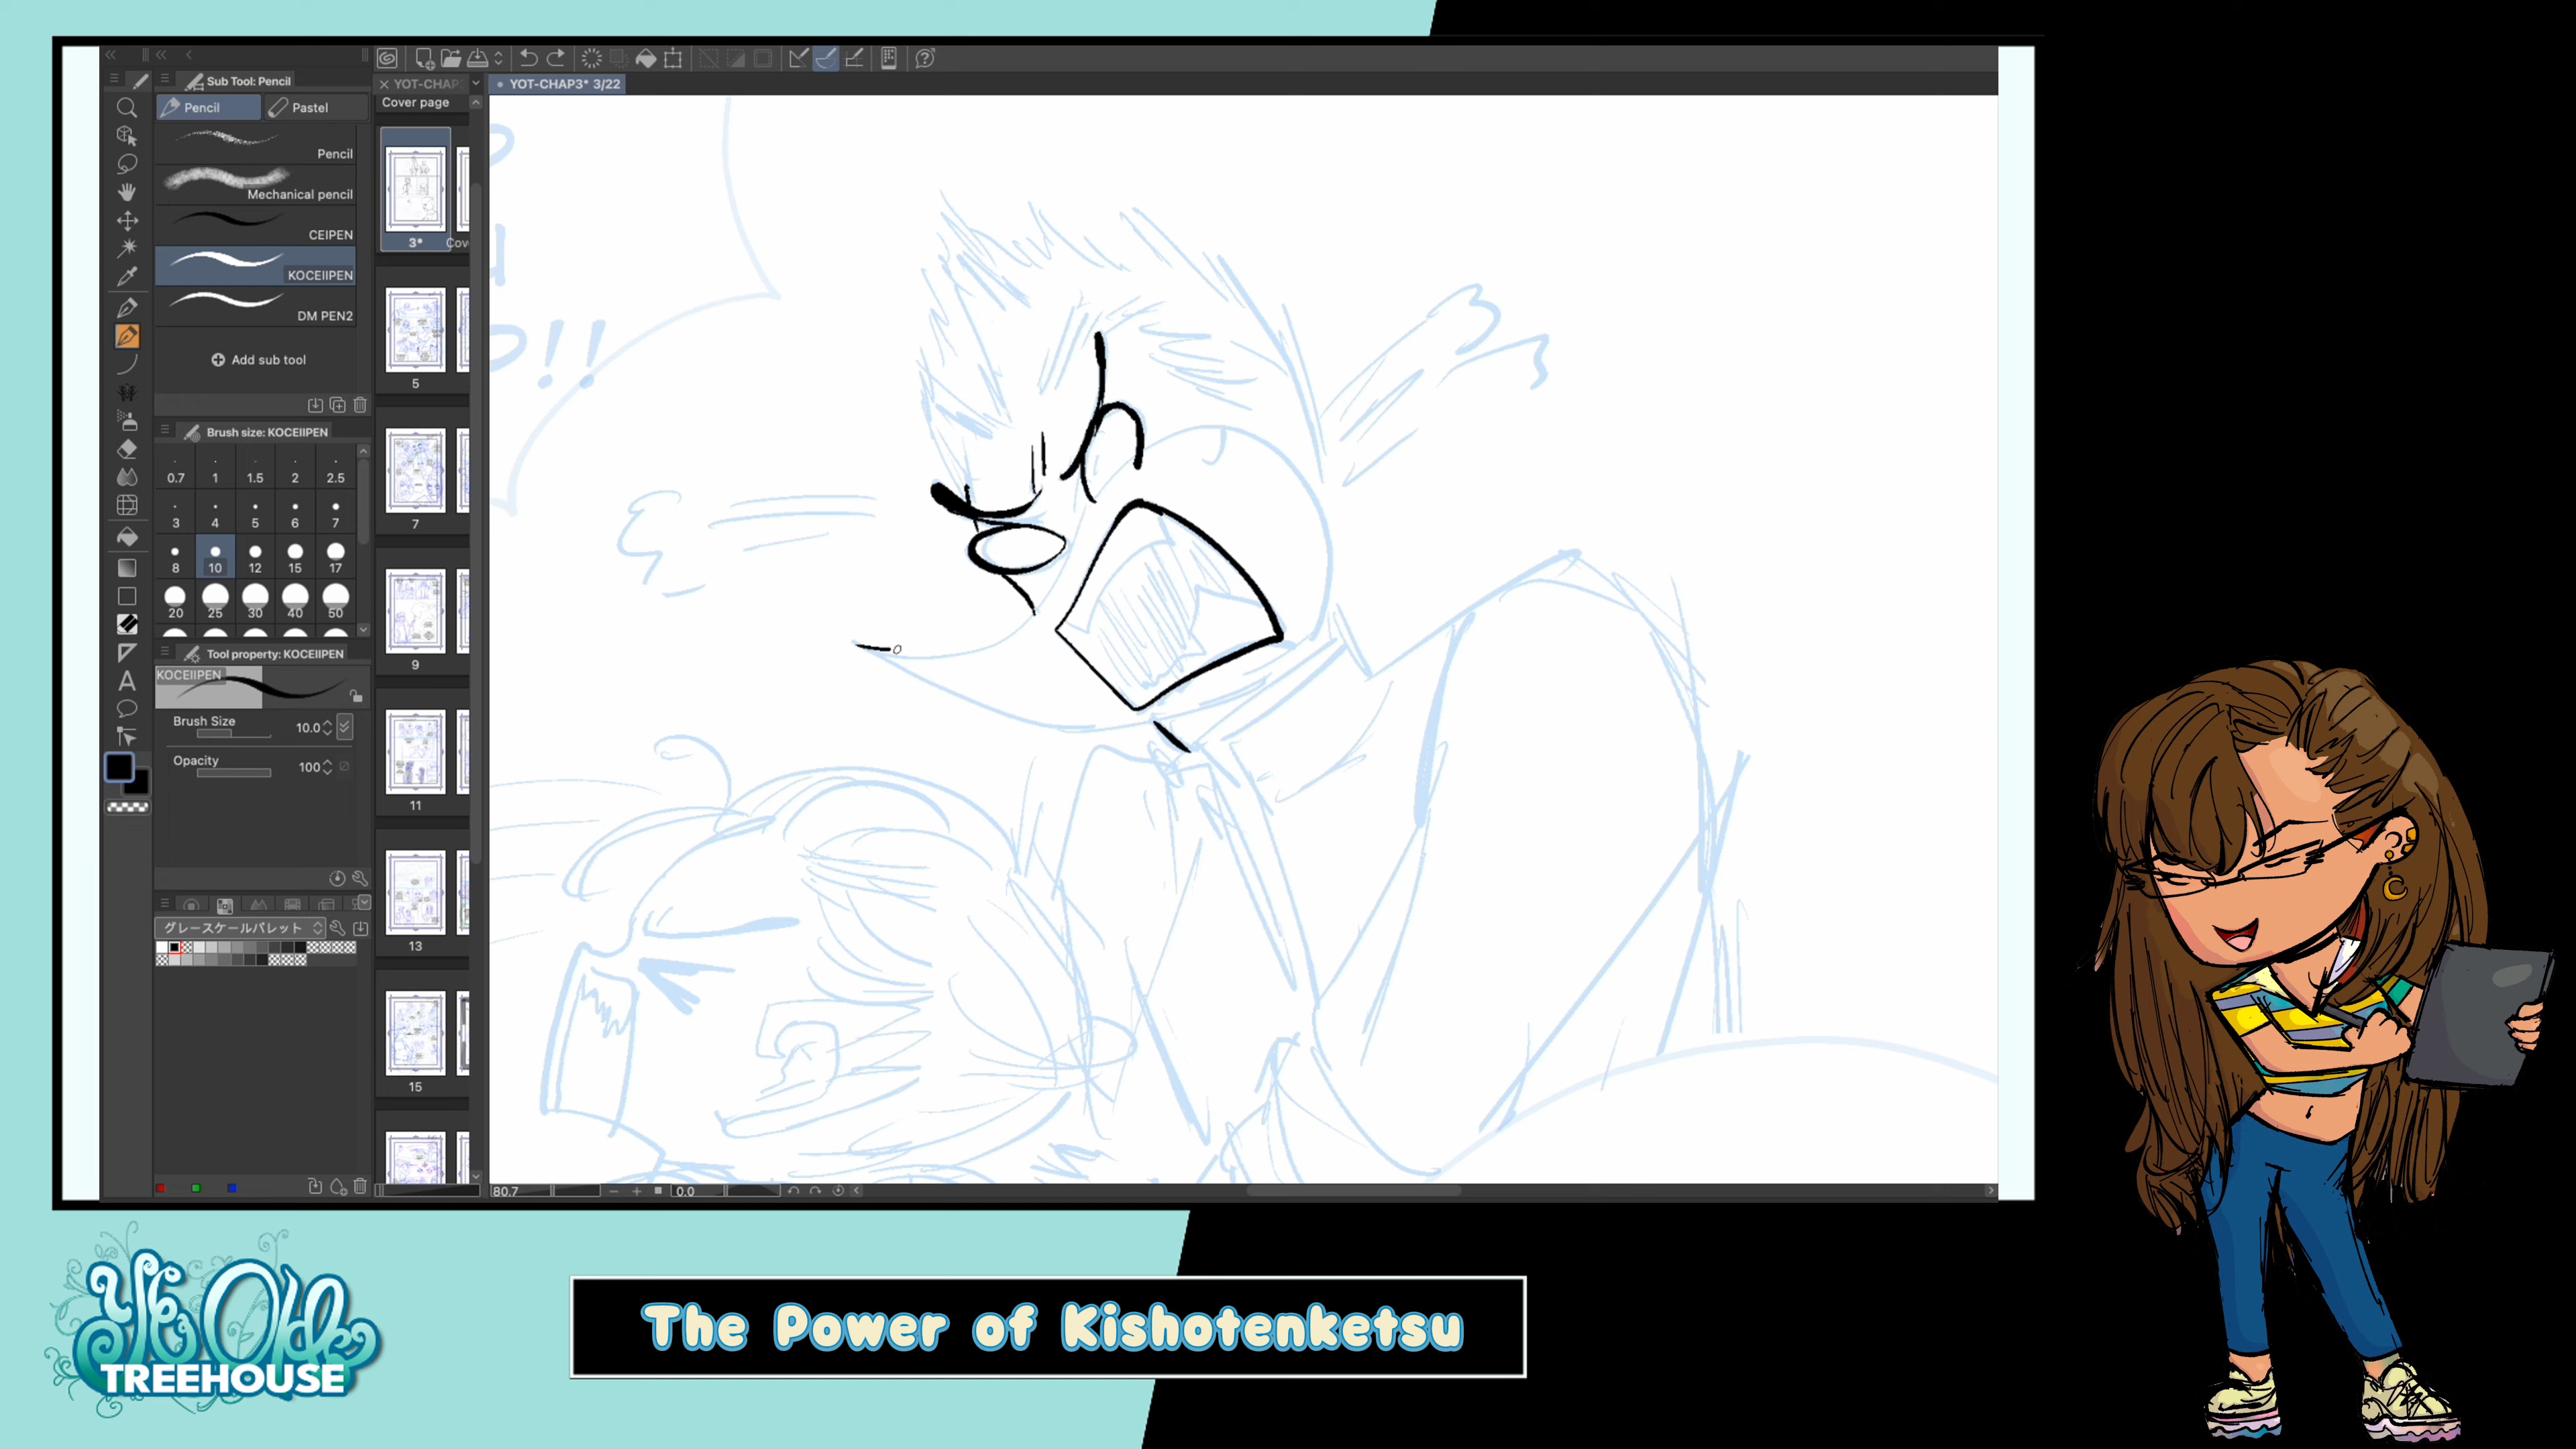 Sub Tool: Pencil
Pencil
Pastel
Pencil
Mechanical pencil
CEIPEN
KOCEIIPEN
DM PEN2
Add sub tool
Brush size: KOCEIIPEN
0.7 1 1.5 2 2.5
3 4 5 6 7
8 10 12 15 17
20 25 30 40 50
Tool property: KOCEIIPEN
KOCEIIPEN
Brush Size 10.0
Opacity 100
グレースケールパレット
YOT-CHAP
YOT-CHAP3* 3/22
Cover page
3*
Cov
5
7
9
11
13
15
!!
80.7
0.0
Ye Olde
TREEHOUSE
The Power of Kishotenketsu